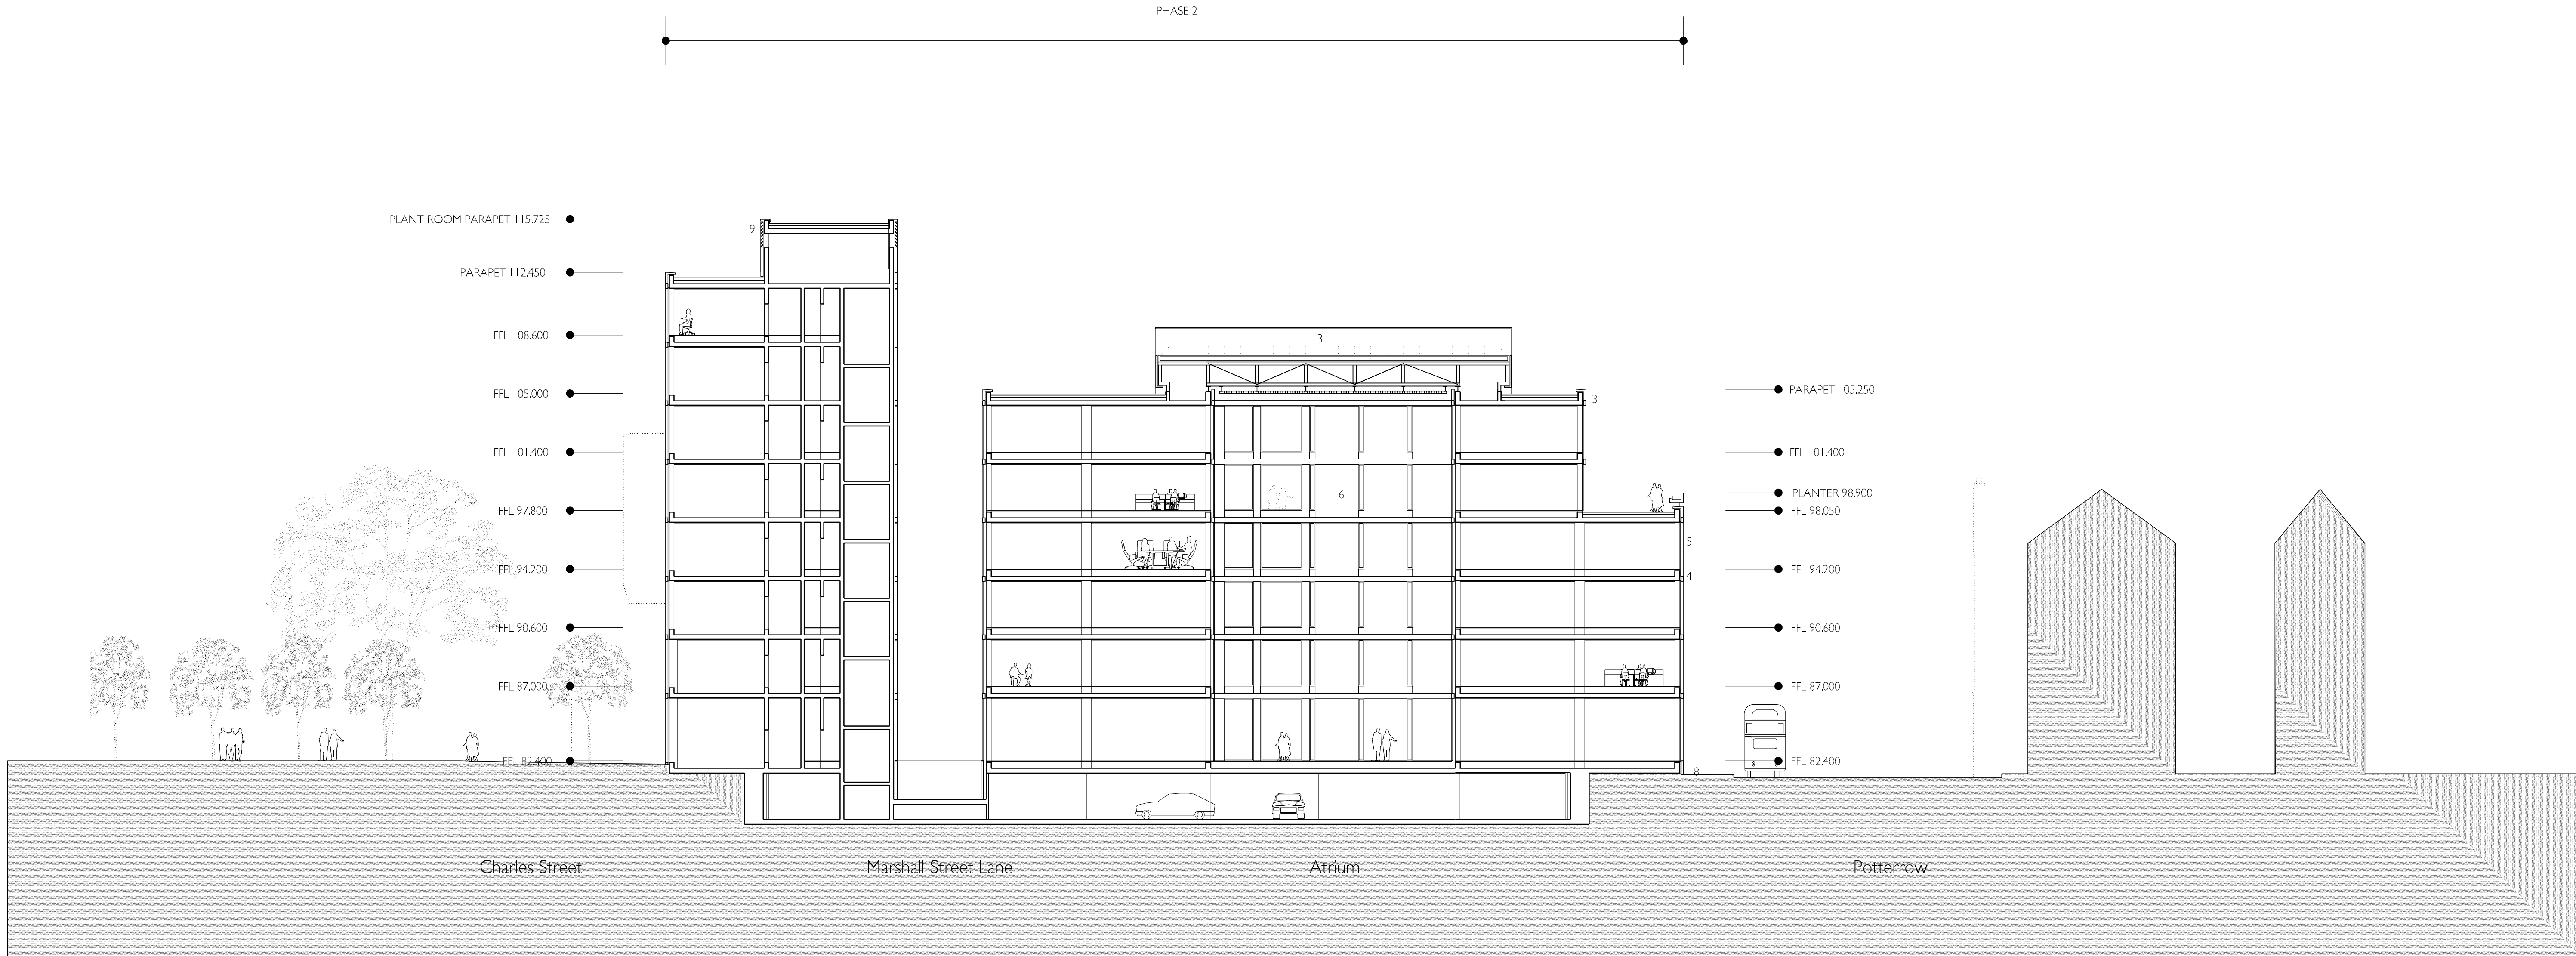 PHASE 2
PLANT ROOM PARAPET 115.725
9
PARAPET 112.450
FFL 108.600
13
FFL 105.000
PARAPET 105.250
3
FFL 101.400
FFL 101.400
6
1
PLANTER 98.900
FFL 97.800
FFL 98.050
5
FFL 94.200
4
FFL 94.200
FFL 90.600
FFL 90.600
FFL 87.000
FFL 87.000
FFL 82.400
FFL 82.400
8
Charles Street
Marshall Street Lane
Atrium
Potterrow